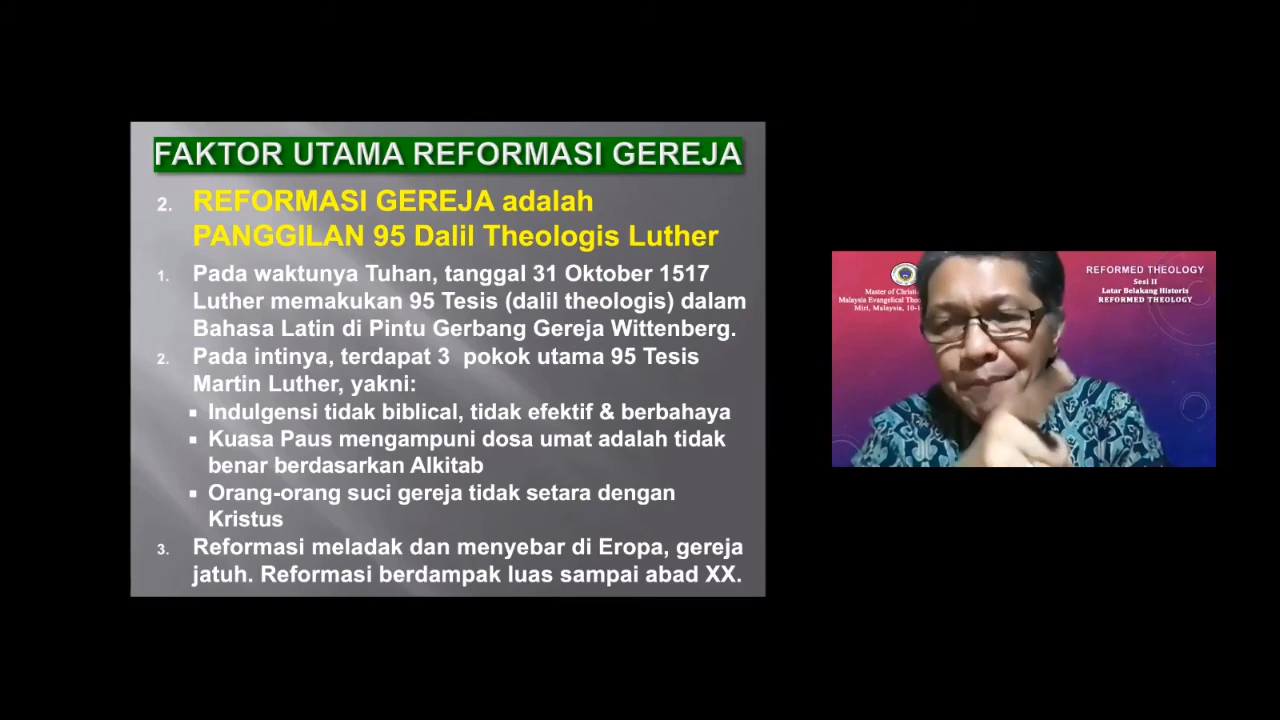 FAKTOR UTAMA REFORMASI GEREJA
2. REFORMASI GEREJA adalah
PANGGILAN 95 Dalil Theologis Luther
1. Pada waktunya Tuhan, tanggal 31 Oktober 1517
Luther memakukan 95 Tesis (dalil theologis) dalam
Bahasa Latin di Pintu Gerbang Gereja Wittenberg.
2. Pada intinya, terdapat 3 pokok utama 95 Tesis
Martin Luther, yakni:
▪ Indulgensi tidak biblical, tidak efektif & berbahaya
▪ Kuasa Paus mengampuni dosa umat adalah tidak
benar berdasarkan Alkitab
▪ Orang-orang suci gereja tidak setara dengan
Kristus
3. Reformasi meladak dan menyebar di Eropa, gereja
jatuh. Reformasi berdampak luas sampai abad XX.
Master of
Malaysia Evangelical
Miri, Malaysia,
REFORMED THEOLOGY
Sesi II
Latar Belakang Historis
REFORMED THEOLOGY